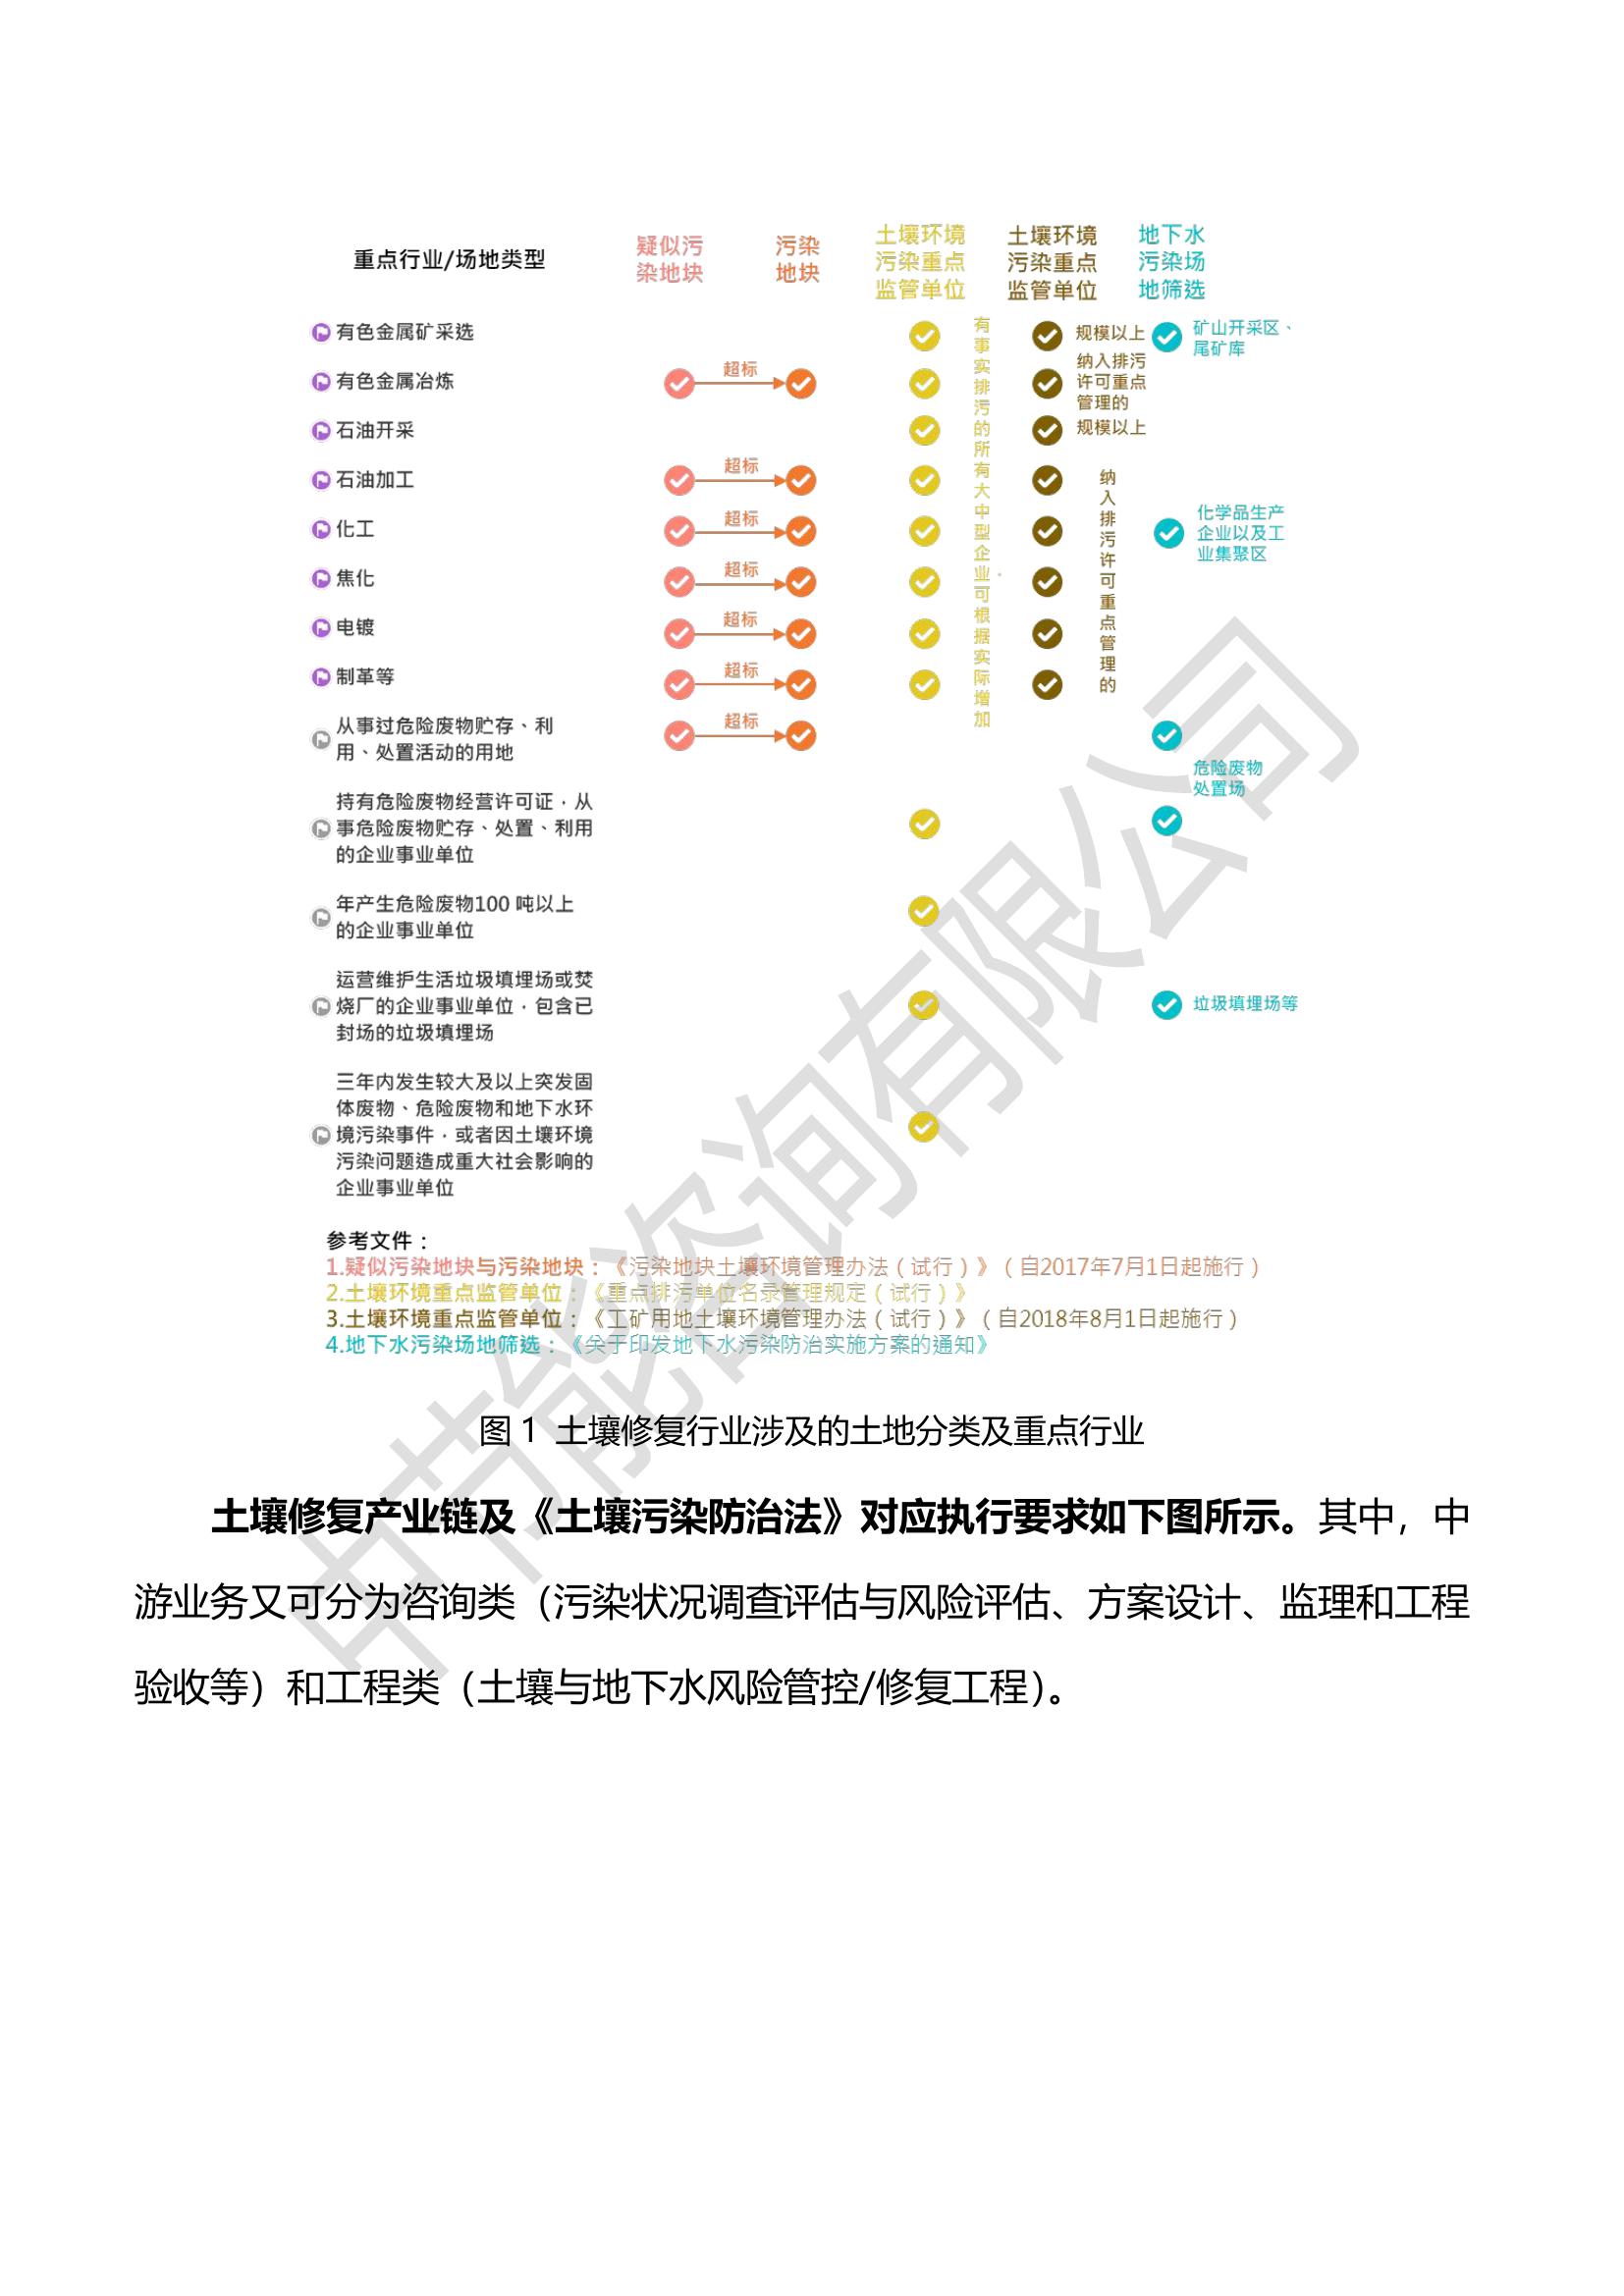 重点行业/场地类型
疑似污
染地块
污染
地块
土壤环境
污染重点
监管单位
土壤环境
污染重点
监管单位
地下水
污染场
地筛选
有色金属矿采选
规模以上
矿山开采区、
尾矿库
有色金属冶炼
超标
纳入排污
许可重点
管理的
石油开采
规模以上
石油加工
超标
化工
超标
化学品生产
企业以及工
业集聚区
焦化
超标
电镀
超标
制革等
超标
有事实排污的所有大中型企业，可根据实际增加
纳入排污许可重点管理的
从事过危险废物贮存、利
用、处置活动的用地
超标
危险废物
处置场
持有危险废物经营许可证，从
事危险废物贮存、处置、利用
的企业事业单位
年产生危险废物100 吨以上
的企业事业单位
运营维护生活垃圾填埋场或焚
烧厂的企业事业单位，包含已
封场的垃圾填埋场
垃圾填埋场等
三年内发生较大及以上突发固
体废物、危险废物和地下水环
境污染事件，或者因土壤环境
污染问题造成重大社会影响的
企业事业单位
参考文件：
1.疑似污染地块与污染地块：《污染地块土壤环境管理办法（试行）》（自2017年7月1日起施行）
2.土壤环境重点监管单位：《重点排污单位名录管理规定（试行）》
3.土壤环境重点监管单位：《工矿用地土壤环境管理办法（试行）》（自2018年8月1日起施行）
4.地下水污染场地筛选：《关于印发地下水污染防治实施方案的通知》
图 1 土壤修复行业涉及的土地分类及重点行业
土壤修复产业链及《土壤污染防治法》对应执行要求如下图所示。其中，中
游业务又可分为咨询类（污染状况调查评估与风险评估、方案设计、监理和工程
验收等）和工程类（土壤与地下水风险管控/修复工程）。
中节能咨询有限公司